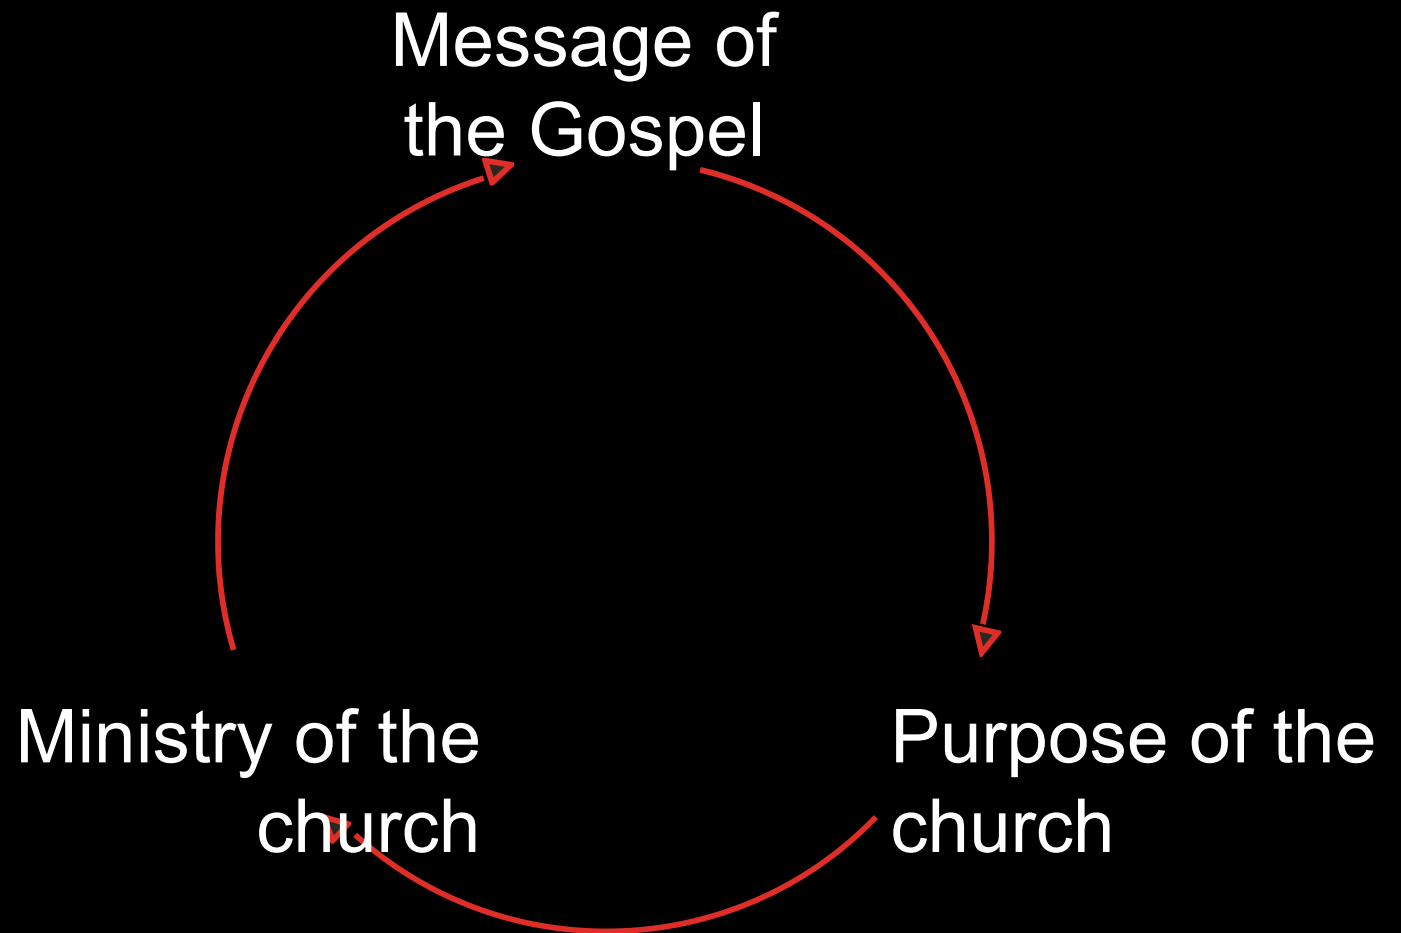 Message of
the Gospel
Ministry of the
church
Purpose of the
church